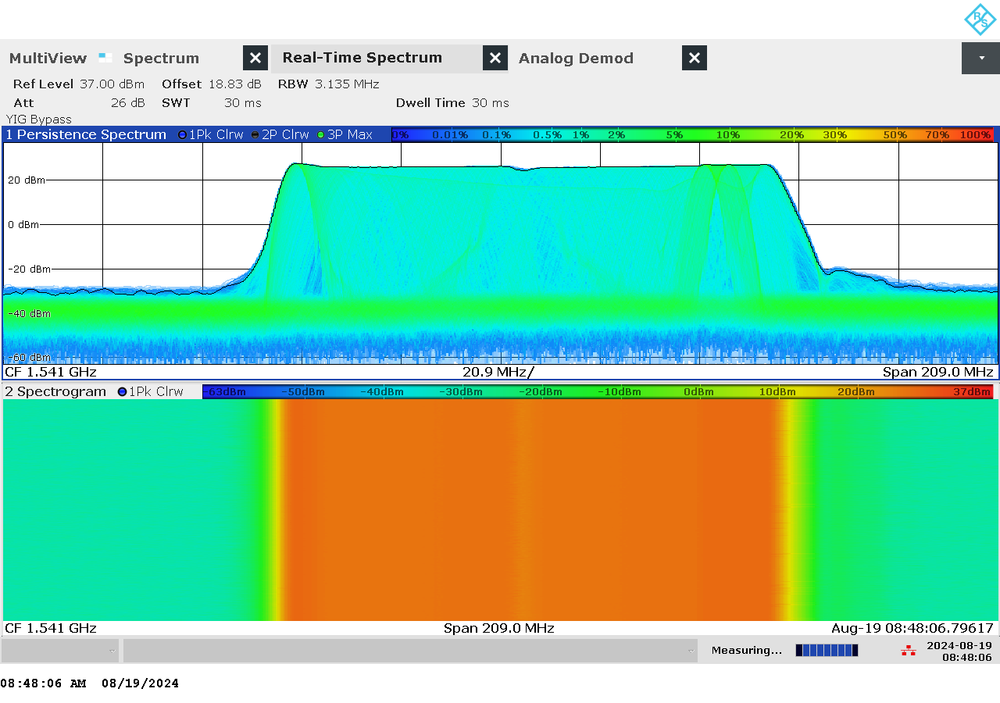 R/S
MultiView Spectrum Real-Time Spectrum Analog Demod
Ref Level 37.00 dBm Offset 18.83 dB RBW 3.135 MHz
Att 26 dB SWT 30 ms Dwell Time 30 ms
YIG Bypass
1 Persistence Spectrum 1Pk Clrw 2P Clrw 3P Max 0% 0.01% 0.1% 0.5% 1% 2% 5% 10% 20% 30% 50% 70% 100%
20 dBm
0 dBm
-20 dBm
-40 dBm
-60 dBm
CF 1.541 GHz 20.9 MHz/ Span 209.0 MHz
2 Spectrogram 1Pk Clrw -63dBm -50dBm -40dBm -30dBm -20dBm -10dBm 0dBm 10dBm 20dBm 37dBm
CF 1.541 GHz Span 209.0 MHz Aug-19 08:48:06.79617
Measuring... 2024-08-19
08:48:06
08:48:06 AM 08/19/2024